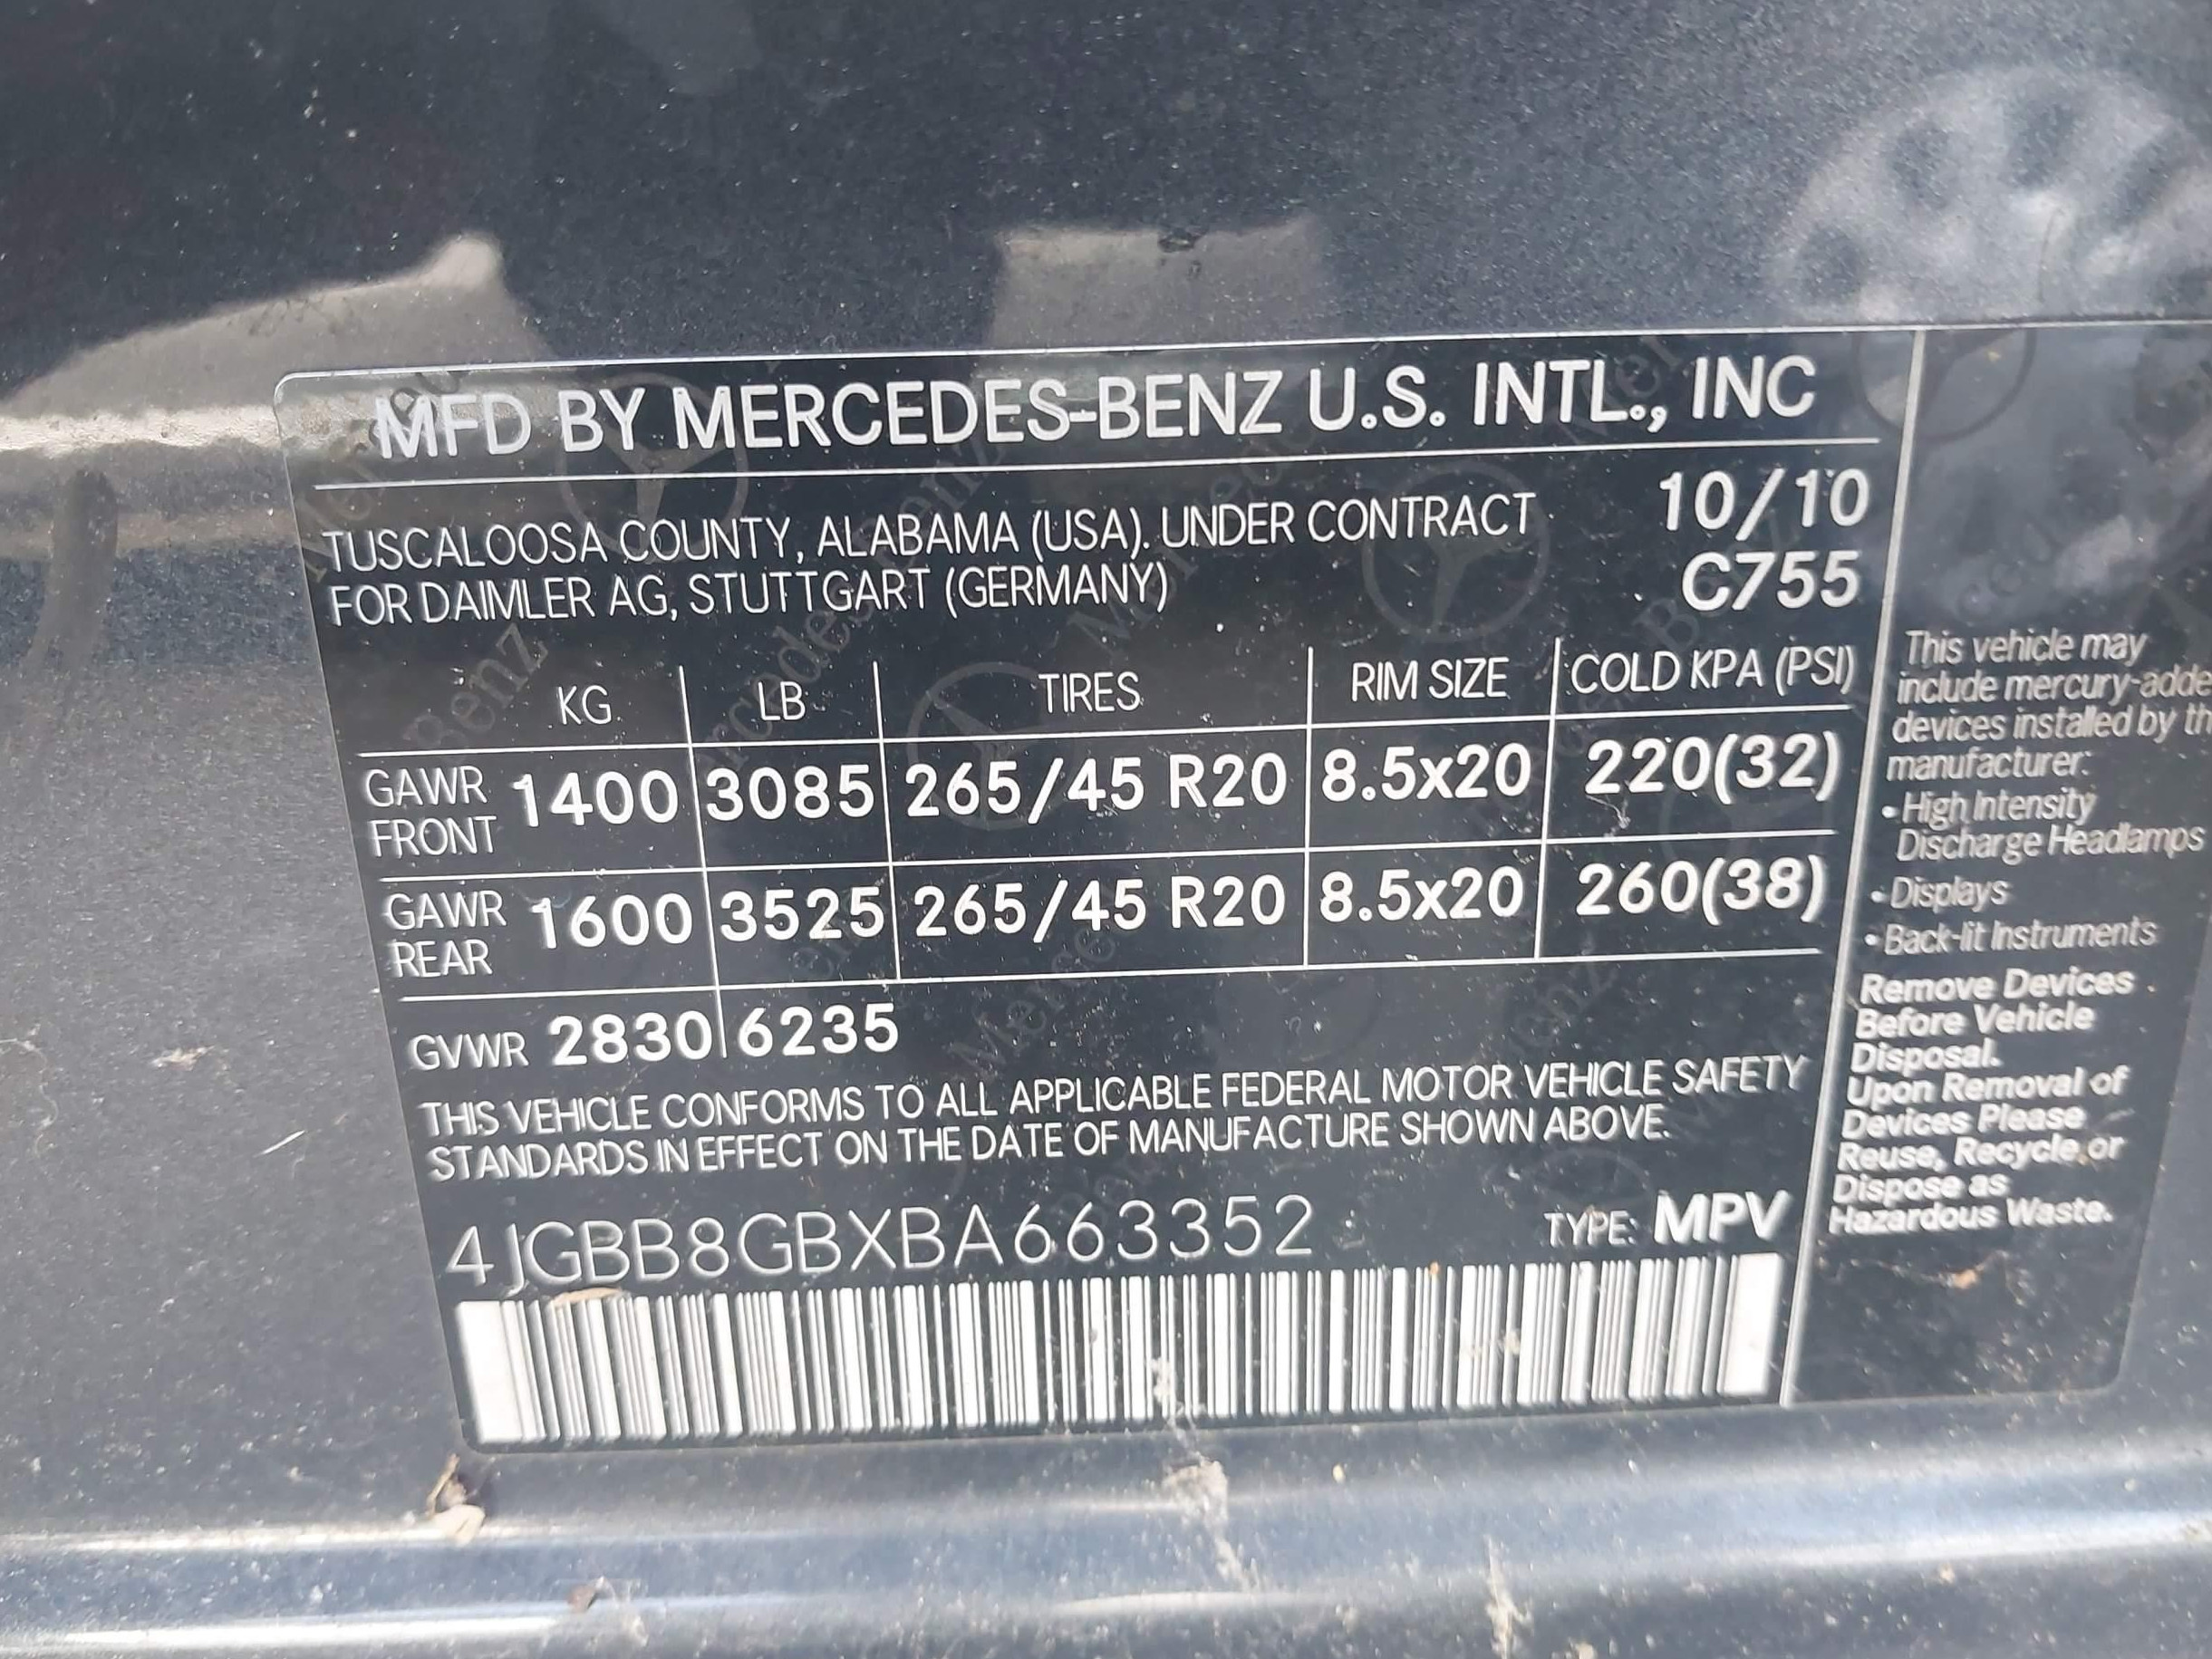 MFD BY MERCEDES-BENZ U.S. INTL., INC
TUSCALOOSA COUNTY, ALABAMA (USA). UNDER CONTRACT
FOR DAIMLER AG, STUTTGART (GERMANY)
10/10
C755
KG LB TIRES RIM SIZE COLD KPA (PSI)
GAWR FRONT 1400 3085 265/45 R20 8.5x20 220(32)
GAWR REAR 1600 3525 265/45 R20 8.5x20 260(38)
GVWR 2830 6235
THIS VEHICLE CONFORMS TO ALL APPLICABLE FEDERAL MOTOR VEHICLE SAFETY
STANDARDS IN EFFECT ON THE DATE OF MANUFACTURE SHOWN ABOVE.
4JGBB8GBXBA663352 TYPE: MPV
This vehicle may
include mercury-adde
devices installed by th
manufacturer:
• High Intensity
Discharge Headlamps
• Displays
• Back-lit Instruments
Remove Devices
Before Vehicle
Disposal.
Upon Removal of
Devices Please
Reuse, Recycle or
Dispose as
Hazardous Waste.